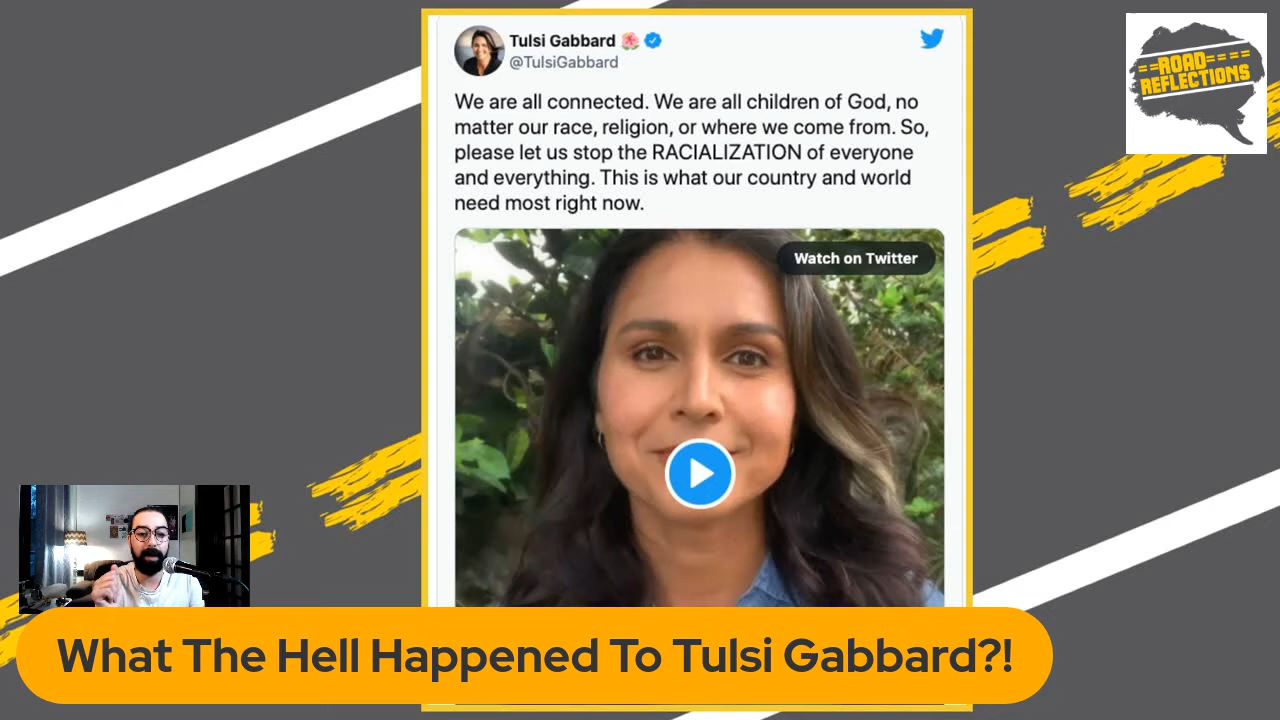 Tulsi Gabbard 🌺
@TulsiGabbard
We are all connected. We are all children of God, no
matter our race, religion, or where we come from. So,
please let us stop the RACIALIZATION of everyone
and everything. This is what our country and world
need most right now.
Watch on Twitter
==ROAD====
REFLECTIONS
What The Hell Happened To Tulsi Gabbard?!